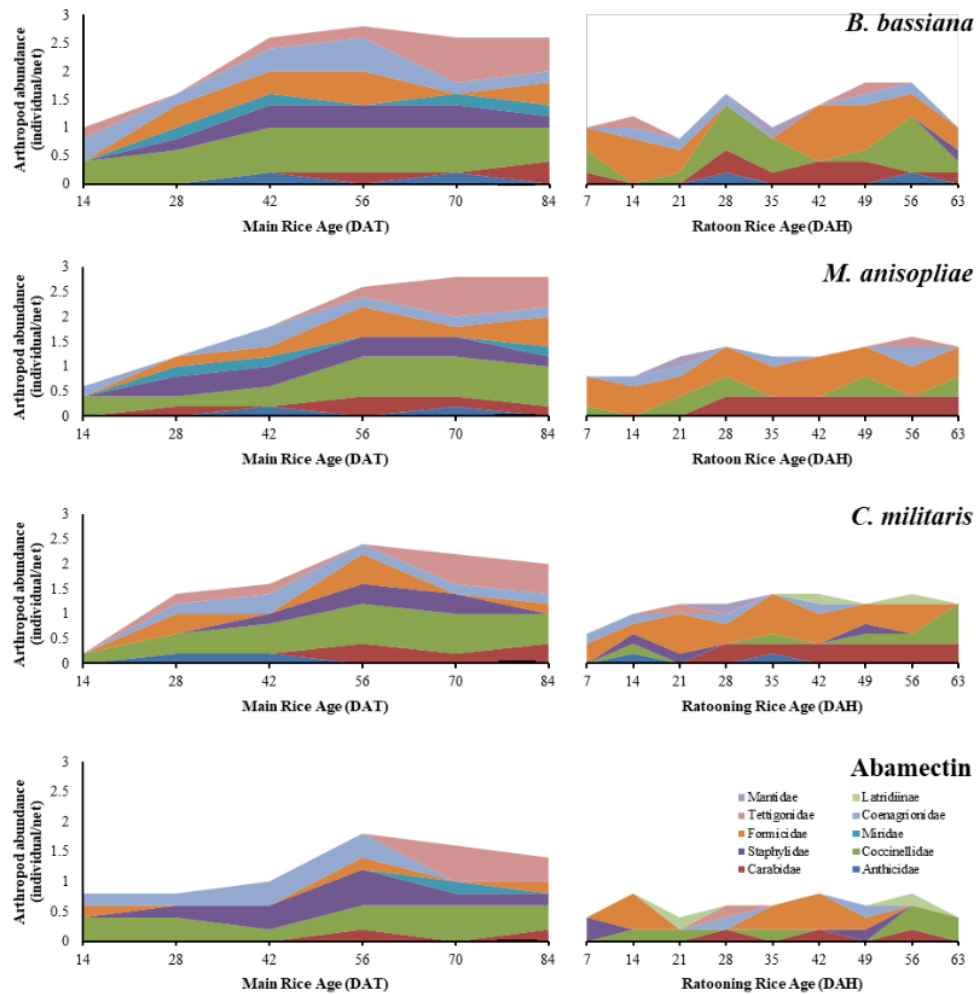 B. bassiana
Arthropod abundance
(individual/net)
3
2.5
2
1.5
1
0.5
0
14 28 42 56 70 84
Main Rice Age (DAT)
7 14 21 28 35 42 49 56 63
Ratoon Rice Age (DAH)
M. anisopliae
Arthropod abundance
(individual/net)
3
2.5
2
1.5
1
0.5
0
14 28 42 56 70 84
Main Rice Age (DAT)
7 14 21 28 35 42 49 56 63
Ratoon Rice Age (DAH)
C. militaris
Arthropod abundance
(individual/net)
3
2.5
2
1.5
1
0.5
0
14 28 42 56 70 84
Main Rice Age (DAT)
7 14 21 28 35 42 49 56 63
Ratooning Rice Age (DAH)
Abamectin
Arthropod abundance
(individual/net)
3
2.5
2
1.5
1
0.5
0
14 28 42 56 70 84
Main Rice Age (DAT)
Mantidae Latridiinae
Tettigonidae Coenagrionidae
Formicidae Miridae
Staphylidae Coccinellidae
Carabidae Anthicidae
7 14 21 28 35 42 49 56 63
Ratooning Rice Age (DAH)